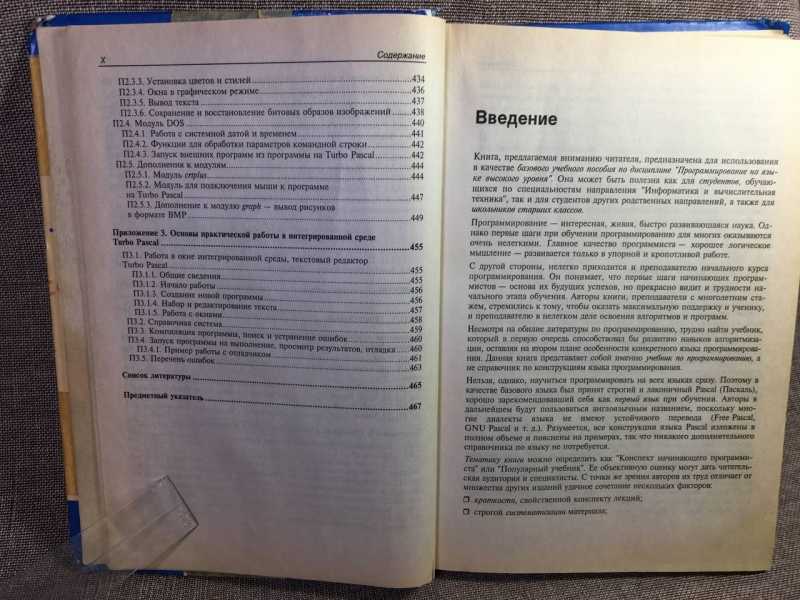 X
Содержание
П2.3.3. Установка цветов и стилей 434
П2.3.4. Окна в графическом режиме 436
П2.3.5. Вывод текста 437
П2.3.6. Сохранение и восстановление битовых образов изображений 438
П2.4. Модуль DOS 440
П2.4.1 Работа с системной датой и временем 441
П2.4.2. Функции для обработки параметров командной строки 442
П2.4.3. Запуск внешних программ из программы на Turbo Pascal 442
П2.5. Дополнения к модулям 444
П2.5.1. Модуль crtplus 444
П2.5.2. Модуль для подключения мыши к программе
на Turbo Pascal 447
П2.5.3. Дополнение к модулю graph — вывод рисунков
в формате BMP 449
Приложение 3. Основы практической работы в интегрированной среде
Turbo Pascal 455
П3.1. Работа в окне интегрированной среды, текстовый редактор
Turbo Pascal 455
П3.1.1. Общие сведения 455
П3.1.2. Начало работы 456
П3.1.3. Создание новой программы 456
П3.1.4. Набор и редактирование текста 457
П3.1.5. Работа с окнами 458
П3.2. Справочная система 459
П3.3. Компиляция программы, поиск и устранение ошибок 460
П3.4. Запуск программы на выполнение, просмотр результатов, отладка 460
П3.4.1. Пример работы с отладчиком 461
П3.5. Перечень ошибок 463
Список литературы 465
Предметный указатель 467
Введение
Книга, предлагаемая вниманию читателя, предназначена для использования
в качестве базового учебного пособия по дисциплине "Программирование на язы-
ке высокого уровня". Она может быть полезна как для студентов, обучаю-
щихся по специальностям направления "Информатика и вычислительная
техника", так и для студентов других родственных направлений, а также для
школьников старших классов.
Программирование — интересная, живая, быстро развивающаяся наука. Од-
нако первые шаги при обучении программированию для многих оказываются
очень нелегкими. Главное качество программиста — хорошее логическое
мышление — развивается только в упорной и кропотливой работе.
С другой стороны, нелегко приходится и преподавателю начального курса
программирования. Он понимает, что первые шаги начинающих програм-
мистов — основа их будущих успехов, но прекрасно видит и трудности на-
чального этапа обучения. Авторы книги, преподаватели с многолетним ста-
жем, стремились к тому, чтобы оказать максимальную поддержку и ученику,
и преподавателю в нелегком деле освоения алгоритмов и программ.
Несмотря на обилие литературы по программированию, трудно найти учебник,
который в первую очередь способствовал бы развитию навыков алгоритмиза-
ции, оставляя на втором плане особенности конкретного языка программирова-
ния. Данная книга представляет собой именно учебник по программированию, а
не справочник по конструкциям языка программирования.
Нельзя, однако, научиться программировать на всех языках сразу. Поэтому в
качестве базового языка был принят строгий и лаконичный Pascal (Паскаль),
хорошо зарекомендовавший себя как первый язык при обучении. Авторы в
дальнейшем будут пользоваться англоязычным названием, поскольку мно-
гие диалекты языка не имеют устойчивого перевода (Free Pascal,
GNU Pascal и т. д.). Разумеется, все конструкции языка Pascal изложены в
полном объеме и пояснены на примерах, так что никакого дополнительного
справочника по языку не потребуется.
Тематику книги можно определить как "Конспект начинающего программи-
ста" или "Популярный учебник". Ее объективную оценку могут дать читатель-
ская аудитория и специалисты. С точки же зрения авторов их труд отличает от
множества других изданий удачное сочетание нескольких факторов:
❒ краткости, свойственной конспекту лекций;
❒ строгой систематизации материала;